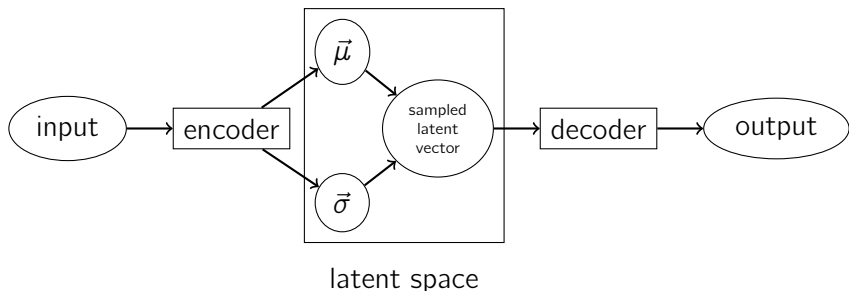 input
encoder
μ⃗
σ⃗
sampled
latent
vector
decoder
output
latent space